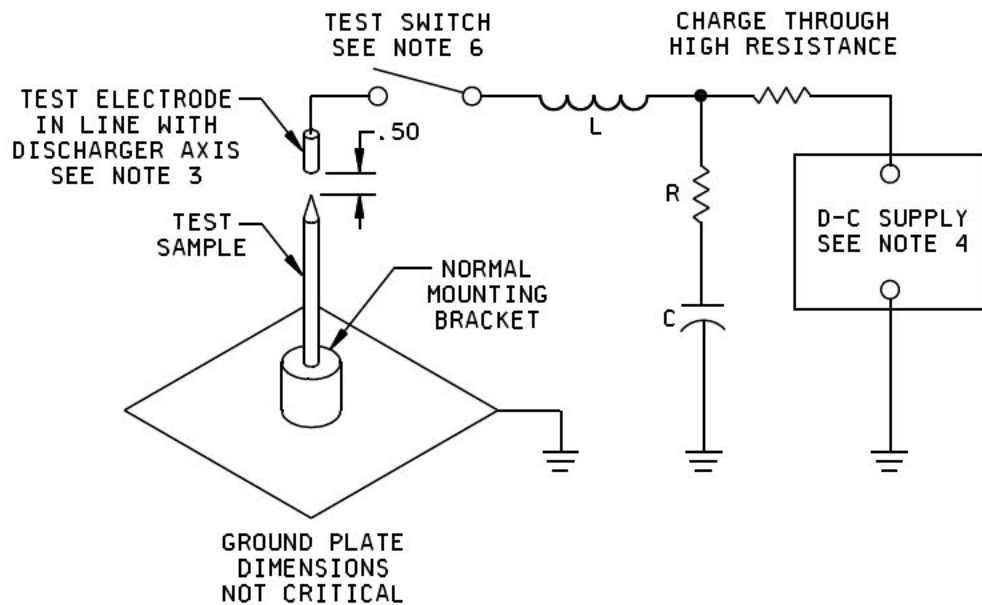 TEST SWITCH
SEE NOTE 6
CHARGE THROUGH
HIGH RESISTANCE
TEST ELECTRODE
IN LINE WITH
DISCHARGER AXIS
SEE NOTE 3
.50
L
R
D-C SUPPLY
SEE NOTE 4
TEST
SAMPLE
NORMAL
MOUNTING
BRACKET
C
GROUND PLATE
DIMENSIONS
NOT CRITICAL